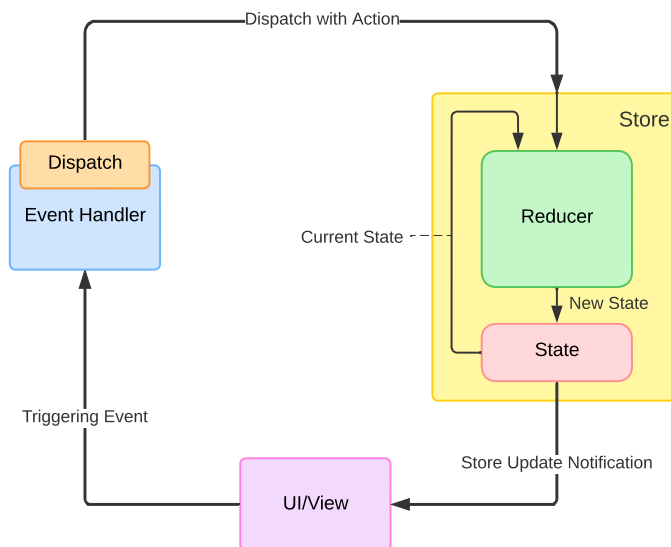 Dispatch with Action
Store
Dispatch
Event Handler
Reducer
Current State
New State
State
Triggering Event
Store Update Notification
UI/View